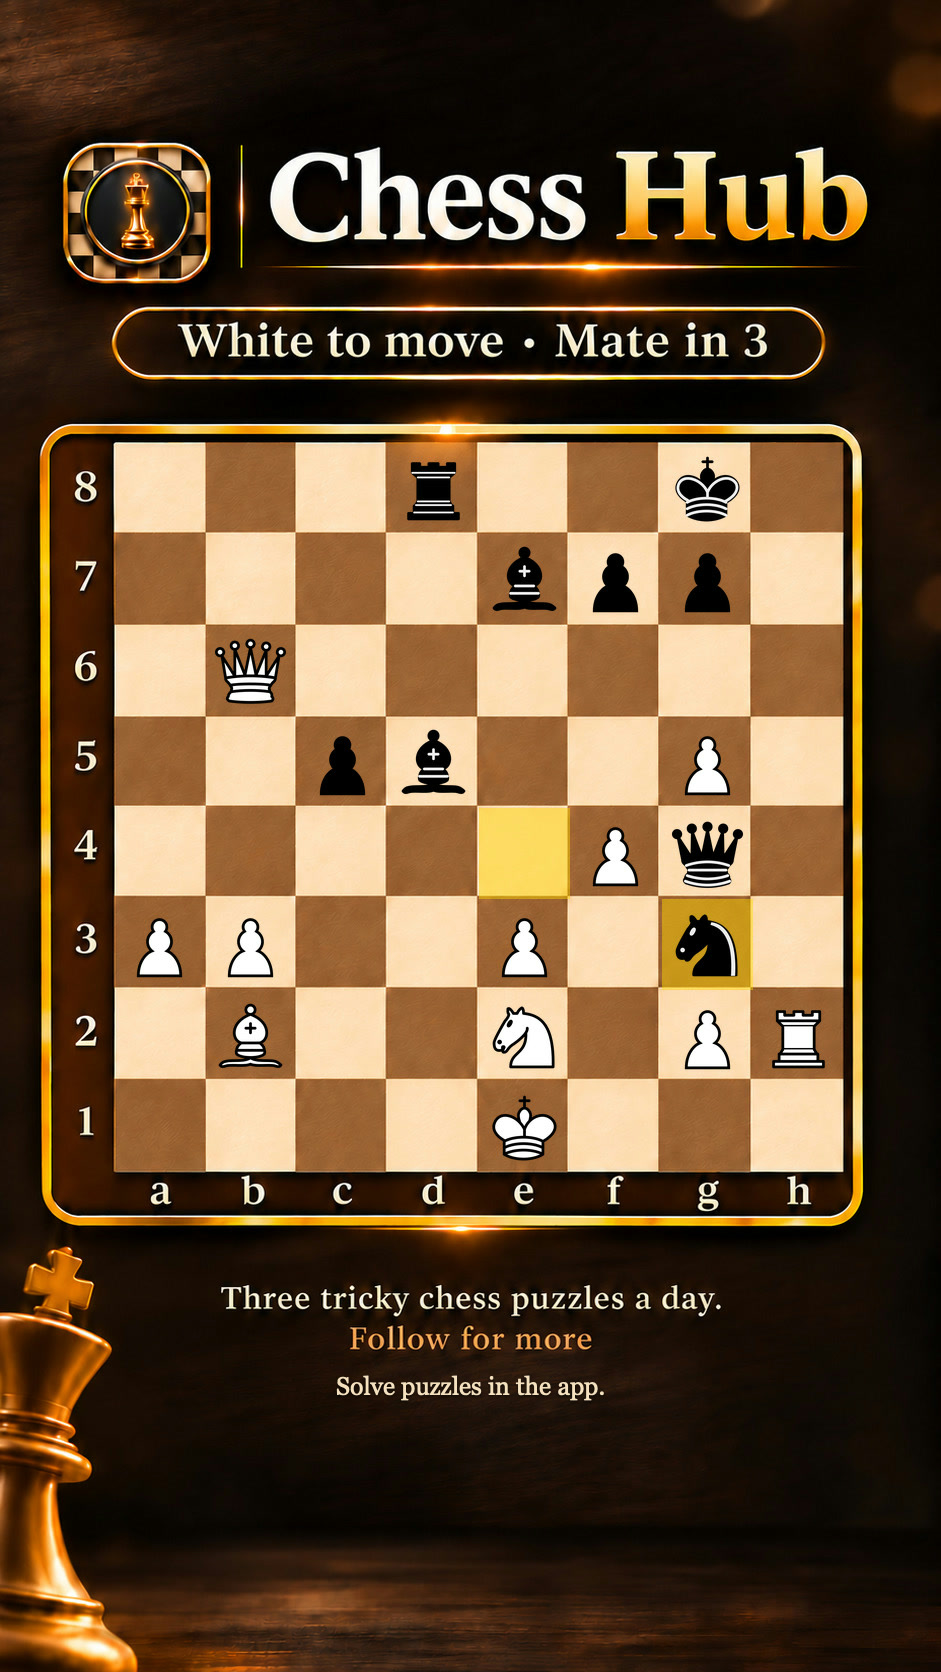 Chess Hub
White to move • Mate in 3
8
7
6
5
4
3
2
1
a b c d e f g h
Three tricky chess puzzles a day.
Follow for more
Solve puzzles in the app.